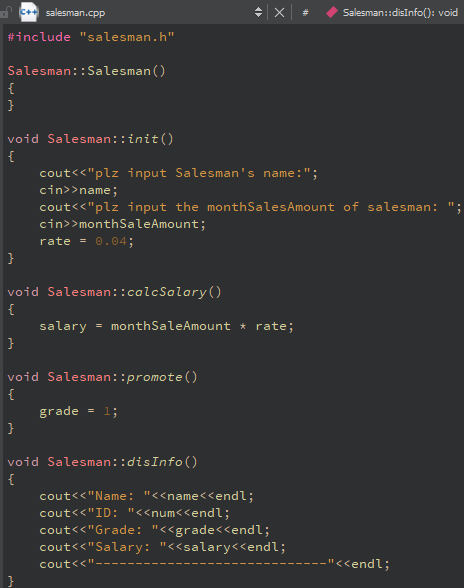 C++ salesman.cpp # Salesman::disInfo(): void
#include "salesman.h"
Salesman::Salesman()
{
}
void Salesman::init()
{
cout<<"plz input Salesman's name:";
cin>>name;
cout<<"plz input the monthSalesAmount of salesman: ";
cin>>monthSaleAmount;
rate = 0.04;
}
void Salesman::calcSalary()
{
salary = monthSaleAmount * rate;
}
void Salesman::promote()
{
grade = 1;
}
void Salesman::disInfo()
{
cout<<"Name: "<<name<<endl;
cout<<"ID: "<<num<<endl;
cout<<"Grade: "<<grade<<endl;
cout<<"Salary: "<<salary<<endl;
cout<<"------------------------------"<<endl;
}